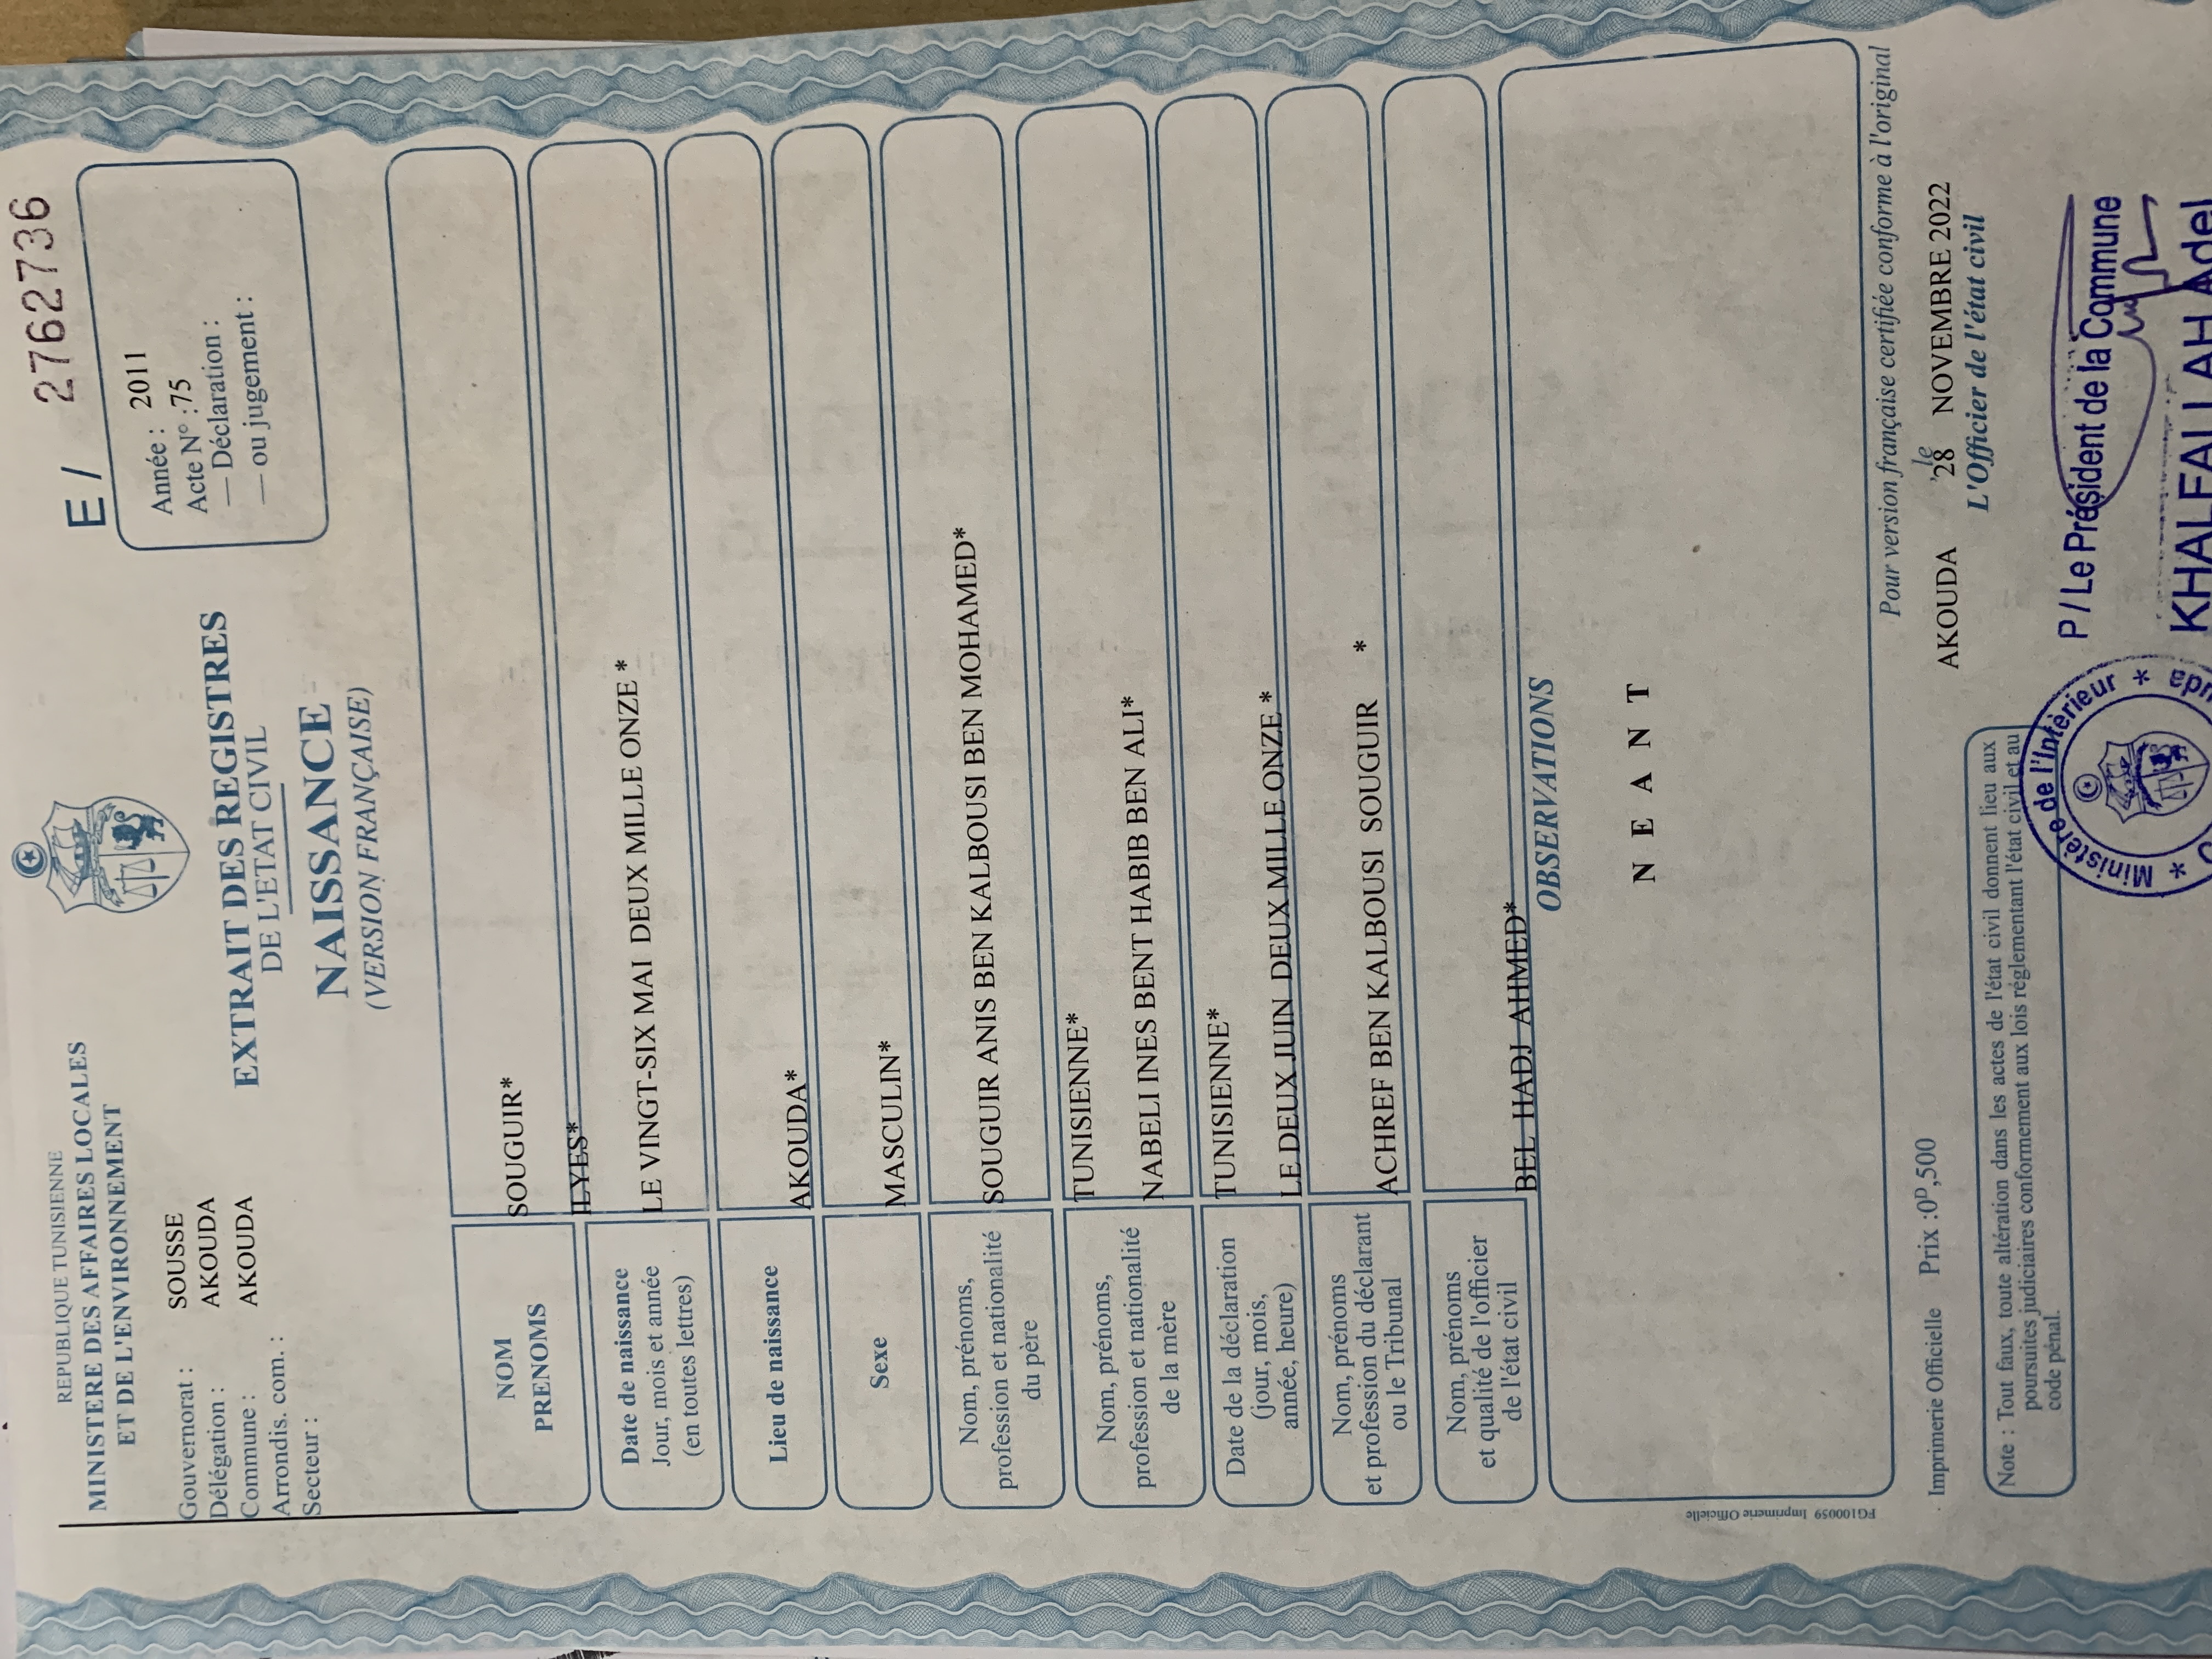 REPUBLIQUE TUNISIENNE
MINISTERE DES AFFAIRES LOCALES
ET DE L'ENVIRONNEMENT
E / 2762736
Gouvernorat : SOUSSE
Délégation : AKOUDA
Commune : AKOUDA
Arrondis. com. :
Secteur :
EXTRAIT DES REGISTRES
DE L'ETAT CIVIL
NAISSANCE
(VERSION FRANÇAISE)
Année : 2011
Acte N° :75
— Déclaration :
— ou jugement :
NOM
PRENOMS
SOUGUIR*
ILYES*
Date de naissance
Jour, mois et année
(en toutes lettres)
LE VINGT-SIX MAI DEUX MILLE ONZE *
Lieu de naissance
AKOUDA*
Sexe
MASCULIN*
Nom, prénoms,
profession et nationalité
du père
SOUGUIR ANIS BEN KALBOUSI BEN MOHAMED*
TUNISIENNE*
Nom, prénoms,
profession et nationalité
de la mère
NABELI INES BENT HABIB BEN ALI*
TUNISIENNE*
Date de la déclaration
(jour, mois,
année, heure)
LE DEUX JUIN DEUX MILLE ONZE *
Nom, prénoms
et profession du déclarant
ou le Tribunal
ACHREF BEN KALBOUSI SOUGUIR *
Nom, prénoms
et qualité de l'officier
de l'état civil
BEL HADJ AHMED*
OBSERVATIONS
N E A N T
FG100059 Imprimerie Officielle
Pour version française certifiée conforme à l'original
Imprimerie Officielle Prix :0ᴰ,500
AKOUDA le 28 NOVEMBRE 2022
L'Officier de l'état civil
Note : Tout faux, toute altération dans les actes de l'état civil donnent lieu aux
poursuites judiciaires conformément aux lois réglementant l'état civil et au
code pénal.
P / Le Président de la Commune
KHALFALLAH Adel
* Ministère de l'Intérieur *